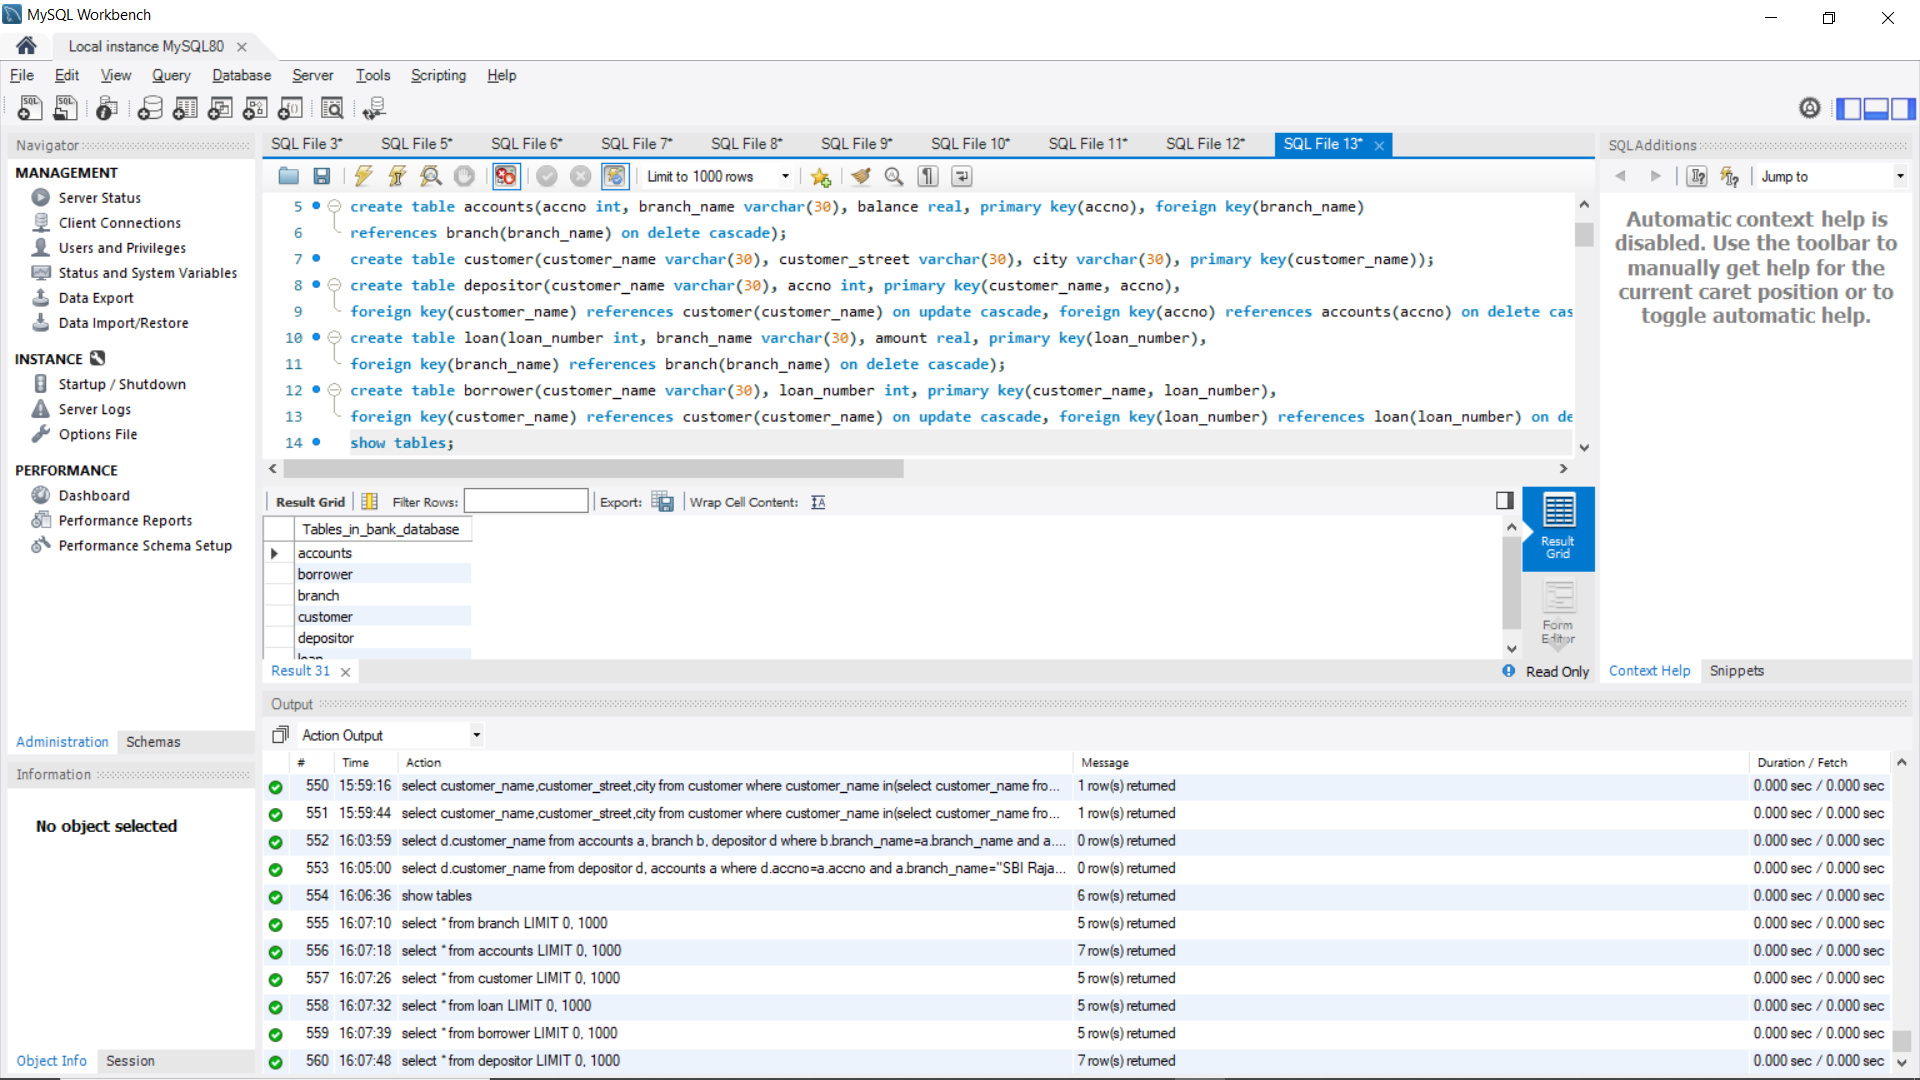 MySQL Workbench
Local instance MySQL80
File Edit View Query Database Server Tools Scripting Help
Navigator
MANAGEMENT
Server Status
Client Connections
Users and Privileges
Status and System Variables
Data Export
Data Import/Restore
INSTANCE
Startup / Shutdown
Server Logs
Options File
PERFORMANCE
Dashboard
Performance Reports
Performance Schema Setup
Administration Schemas
Information
No object selected
Object Info Session
SQL File 3* SQL File 5* SQL File 6* SQL File 7* SQL File 8* SQL File 9* SQL File 10* SQL File 11* SQL File 12* SQL File 13*
Limit to 1000 rows
5 create table accounts(accno int, branch_name varchar(30), balance real, primary key(accno), foreign key(branch_name)
6 references branch(branch_name) on delete cascade);
7 create table customer(customer_name varchar(30), customer_street varchar(30), city varchar(30), primary key(customer_name));
8 create table depositor(customer_name varchar(30), accno int, primary key(customer_name, accno),
9 foreign key(customer_name) references customer(customer_name) on update cascade, foreign key(accno) references accounts(accno) on delete cas
10 create table loan(loan_number int, branch_name varchar(30), amount real, primary key(loan_number),
11 foreign key(branch_name) references branch(branch_name) on delete cascade);
12 create table borrower(customer_name varchar(30), loan_number int, primary key(customer_name, loan_number),
13 foreign key(customer_name) references customer(customer_name) on update cascade, foreign key(loan_number) references loan(loan_number) on de
14 show tables;
Result Grid Filter Rows: Export: Wrap Cell Content:
Tables_in_bank_database
accounts
borrower
branch
customer
depositor
loan
Result Grid
Form Editor
Result 31
Read Only
SQLAdditions
Jump to
Automatic context help is
disabled. Use the toolbar to
manually get help for the
current caret position or to
toggle automatic help.
Context Help Snippets
Output
Action Output
# Time Action Message Duration / Fetch
550 15:59:16 select customer_name,customer_street,city from customer where customer_name in(select customer_name fro... 1 row(s) returned 0.000 sec / 0.000 sec
551 15:59:44 select customer_name,customer_street,city from customer where customer_name in(select customer_name fro... 1 row(s) returned 0.000 sec / 0.000 sec
552 16:03:59 select d.customer_name from accounts a, branch b, depositor d where b.branch_name=a.branch_name and a.... 0 row(s) returned 0.000 sec / 0.000 sec
553 16:05:00 select d.customer_name from depositor d, accounts a where d.accno=a.accno and a.branch_name="SBI Raja... 0 row(s) returned 0.000 sec / 0.000 sec
554 16:06:36 show tables 6 row(s) returned 0.000 sec / 0.000 sec
555 16:07:10 select * from branch LIMIT 0, 1000 5 row(s) returned 0.000 sec / 0.000 sec
556 16:07:18 select * from accounts LIMIT 0, 1000 7 row(s) returned 0.000 sec / 0.000 sec
557 16:07:26 select * from customer LIMIT 0, 1000 5 row(s) returned 0.000 sec / 0.000 sec
558 16:07:32 select * from loan LIMIT 0, 1000 5 row(s) returned 0.000 sec / 0.000 sec
559 16:07:39 select * from borrower LIMIT 0, 1000 5 row(s) returned 0.000 sec / 0.000 sec
560 16:07:48 select * from depositor LIMIT 0, 1000 7 row(s) returned 0.000 sec / 0.000 sec